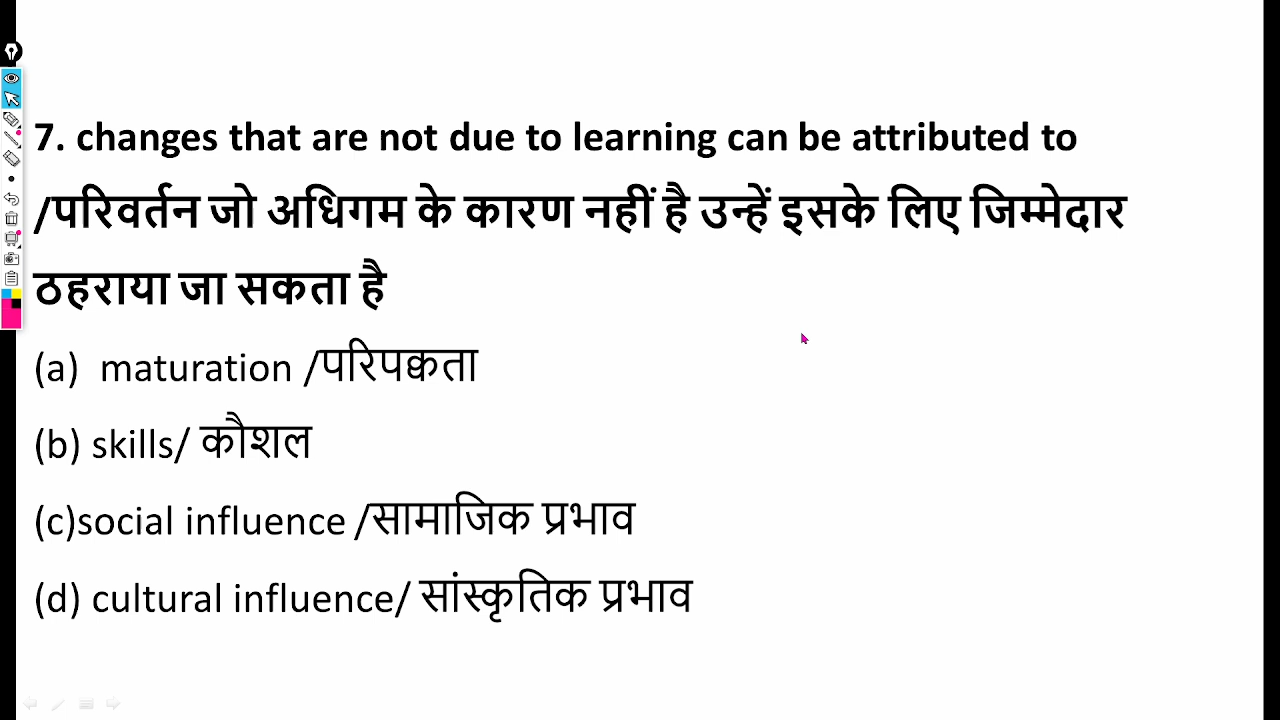 7. changes that are not due to learning can be attributed to
/परिवर्तन जो अधिगम के कारण नहीं है उन्हें इसके लिए जिम्मेदार
ठहराया जा सकता है
(a)  maturation /परिपक्वता
(b) skills/ कौशल
(c)social influence /सामाजिक प्रभाव
(d) cultural influence/ सांस्कृतिक प्रभाव